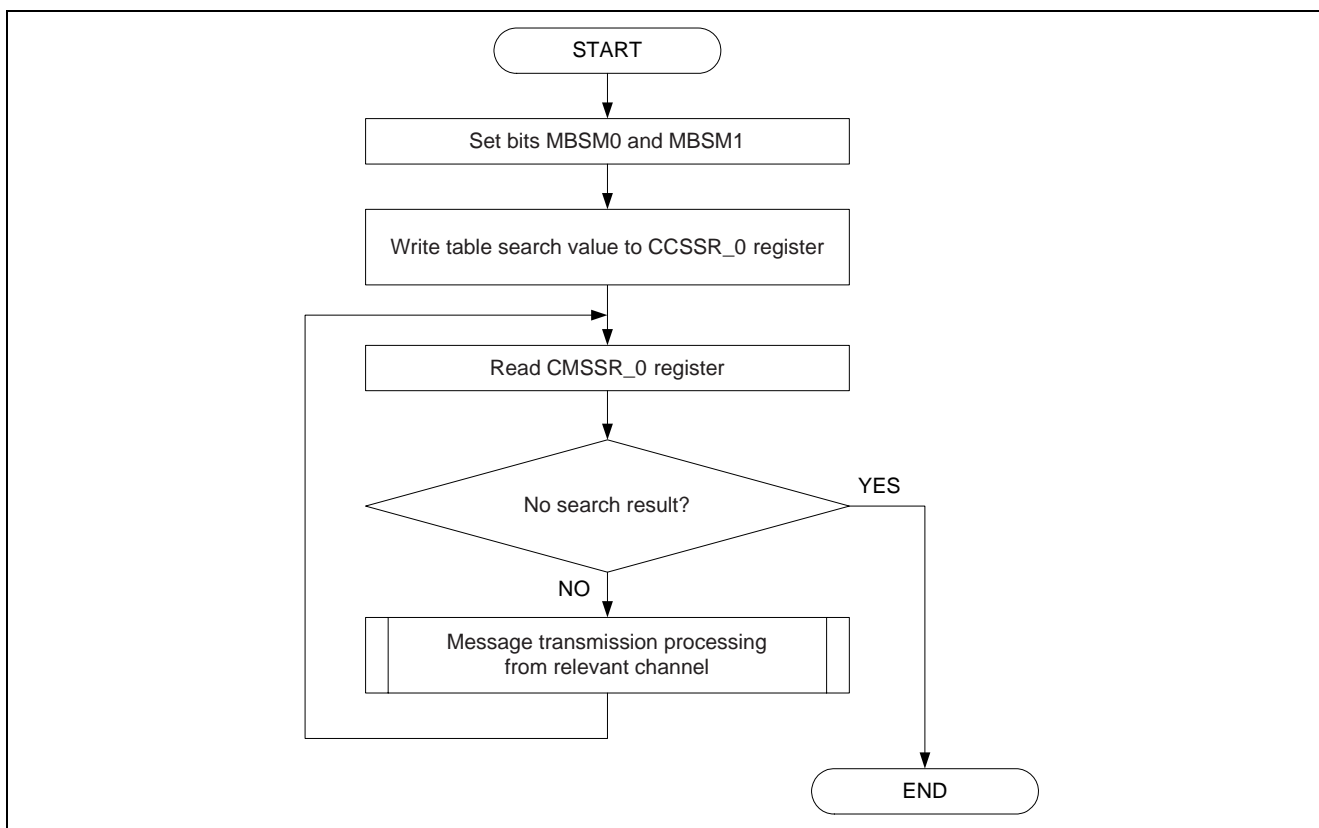 START
Set bits MBSM0 and MBSM1
Write table search value to CCSSR_0 register
Read CMSSR_0 register
No search result?
YES
NO
Message transmission processing
from relevant channel
END